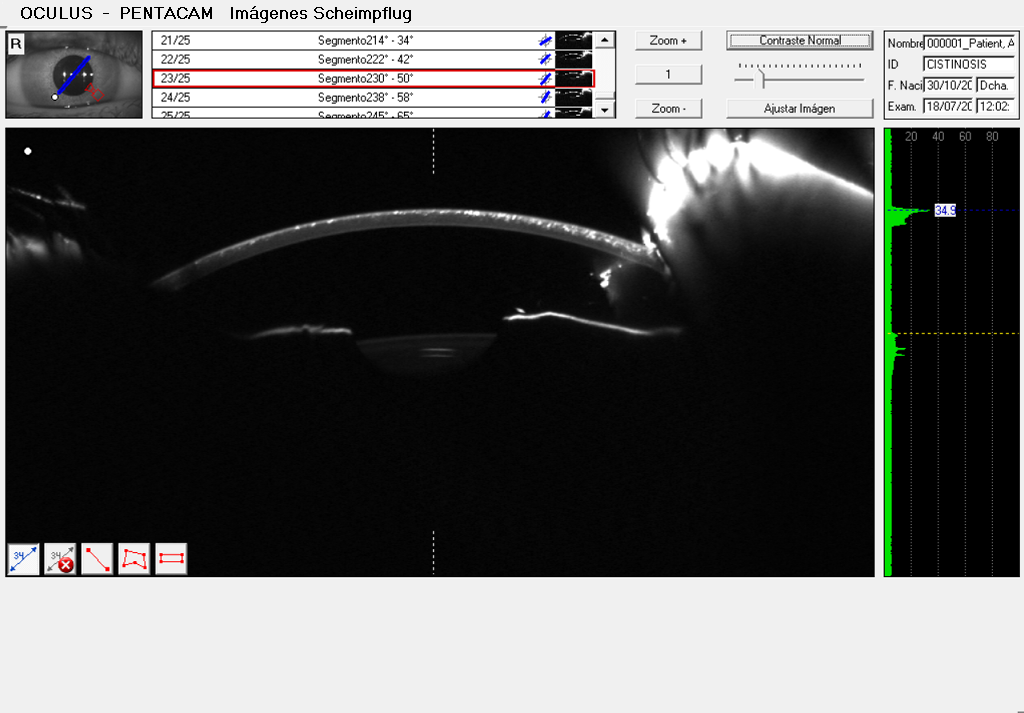 OCULUS - PENTACAM Imágenes Scheimpflug
R
21/25 Segmento214° - 34°
22/25 Segmento222° - 42°
23/25 Segmento230° - 50°
24/25 Segmento238° - 58°
25/25 Segmento245° - 65°
Zoom +
1
Zoom -
Contraste Normal
Ajustar Imágen
Nombre 000001_Patient, A
ID CISTINOSIS
F. Naci 30/10/20 Dcha.
Exam. 18/07/20 12:02:
20 40 60 80
34.9
34 34